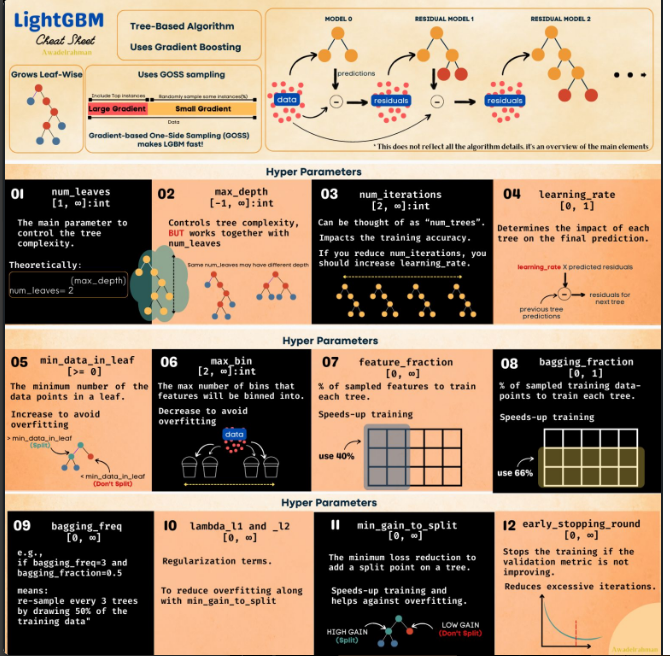 LightGBM
Cheat Sheet
Awadelrahman
Tree-Based Algorithm
Uses Gradient Boosting
Grows Leaf-Wise
Uses GOSS sampling
Include Top instances
Randomly sample some instances(%)
Large Gradient
Small Gradient
Data
Gradient-based One-Side Sampling (GOSS)
makes LGBM fast!
MODEL 0
RESIDUAL MODEL 1
RESIDUAL MODEL 2
predictions
data
residuals
residuals
* This does not reflect all the algorithm details, it's an overview of the main elements
Hyper Parameters
01
num_leaves
[1, ∞]:int
The main parameter to
control the tree
complexity.
Theoretically:
num_leaves= 2 (max_depth)
02
max_depth
[-1, ∞]:int
Controls tree complexity,
BUT works together with
num_leaves
Same num_leaves may have different depth
03
num_iterations
[2, ∞]:int
Can be thought of as “num_trees”.
Impacts the training accuracy.
If you reduce num_iterations, you
should increase learning_rate.
04
learning_rate
[0, 1]
Determines the impact of each
tree on the final prediction.
learning_rate X predicted residuals
previous tree
predictions
residuals for
next tree
Hyper Parameters
05
min_data_in_leaf
[>= 0]
The minimum number of the
data points in a leaf.
Increase to avoid
overfitting
> min_data_in_leaf
(Split)
< min_data_in_leaf
(Don't Split)
06
max_bin
[2, ∞]:int
The max number of bins that
features will be binned into.
Decrease to avoid
overfitting
data
07
feature_fraction
[0, ∞]
% of sampled features to train
each tree.
Speeds-up training
use 40%
08
bagging_fraction
[0, 1]
% of sampled training data-
points to train each tree.
Speeds-up training
use 66%
Hyper Parameters
09
bagging_freq
[0, ∞]
e.g.,
if bagging_freq=3 and
bagging_fraction=0.5
means:
re-sample every 3 trees
by drawing 50% of the
training data"
10
lambda_l1 and _l2
[0, ∞]
Regularization terms.
To reduce overfitting along
with min_gain_to_split
11
min_gain_to_split
[0, ∞]
The minimum loss reduction to
add a split point on a tree.
Speeds-up training and
helps against overfitting.
HIGH GAIN
(Split)
LOW GAIN
(Don't Split)
12
early_stopping_round
[0, ∞]
Stops the training if the
validation metric is not
improving.
Reduces excessive iterations.
Awadelrahman